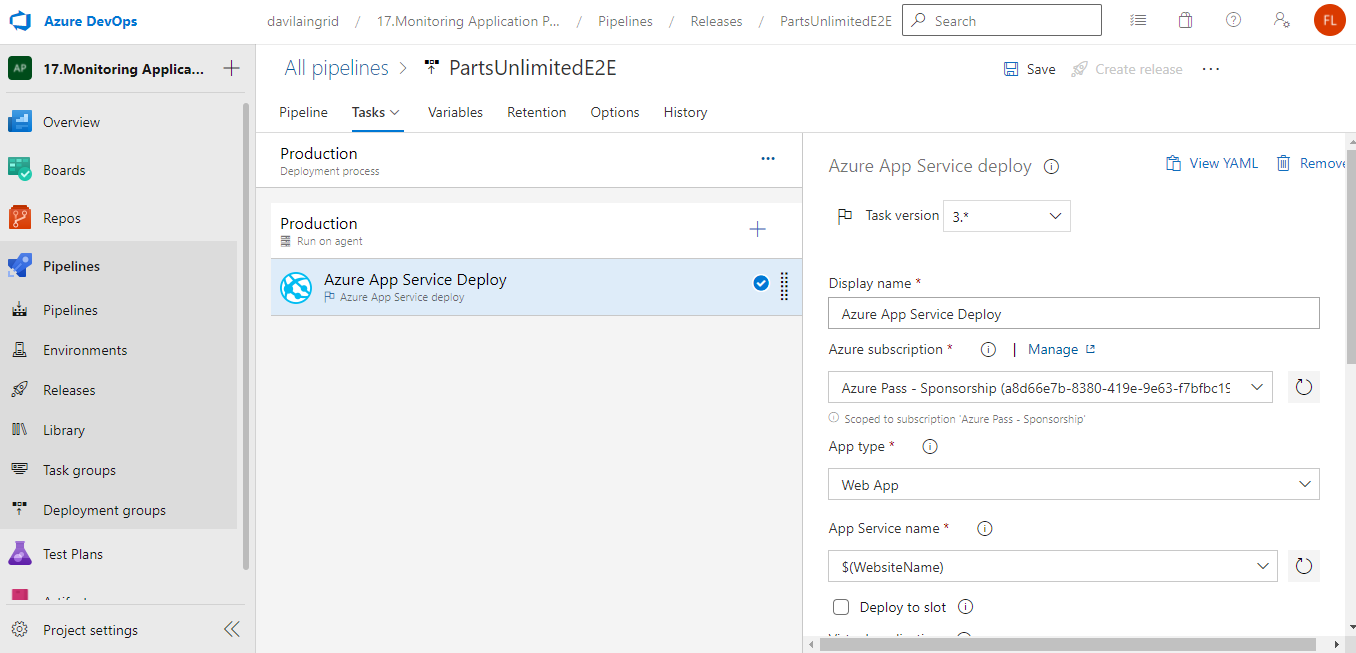 Azure DevOps
davilaingrid / 17.Monitoring Application P... / Pipelines / Releases / PartsUnlimitedE2E
Search
FL
AP
17.Monitoring Applica...
Overview
Boards
Repos
Pipelines
Pipelines
Environments
Releases
Library
Task groups
Deployment groups
Test Plans
Project settings
All pipelines > PartsUnlimitedE2E
Save
Create release
Pipeline
Tasks
Variables
Retention
Options
History
Production
Deployment process
Production
Run on agent
Azure App Service Deploy
Azure App Service deploy
Azure App Service deploy
View YAML
Remove
Task version
3.*
Display name *
Azure App Service Deploy
Azure subscription *
| Manage
Azure Pass - Sponsorship (a8d66e7b-8380-419e-9e63-f7bfbc19
Scoped to subscription 'Azure Pass - Sponsorship'
App type *
Web App
App Service name *
$(WebsiteName)
Deploy to slot